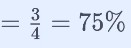 = 3/4 = 75%